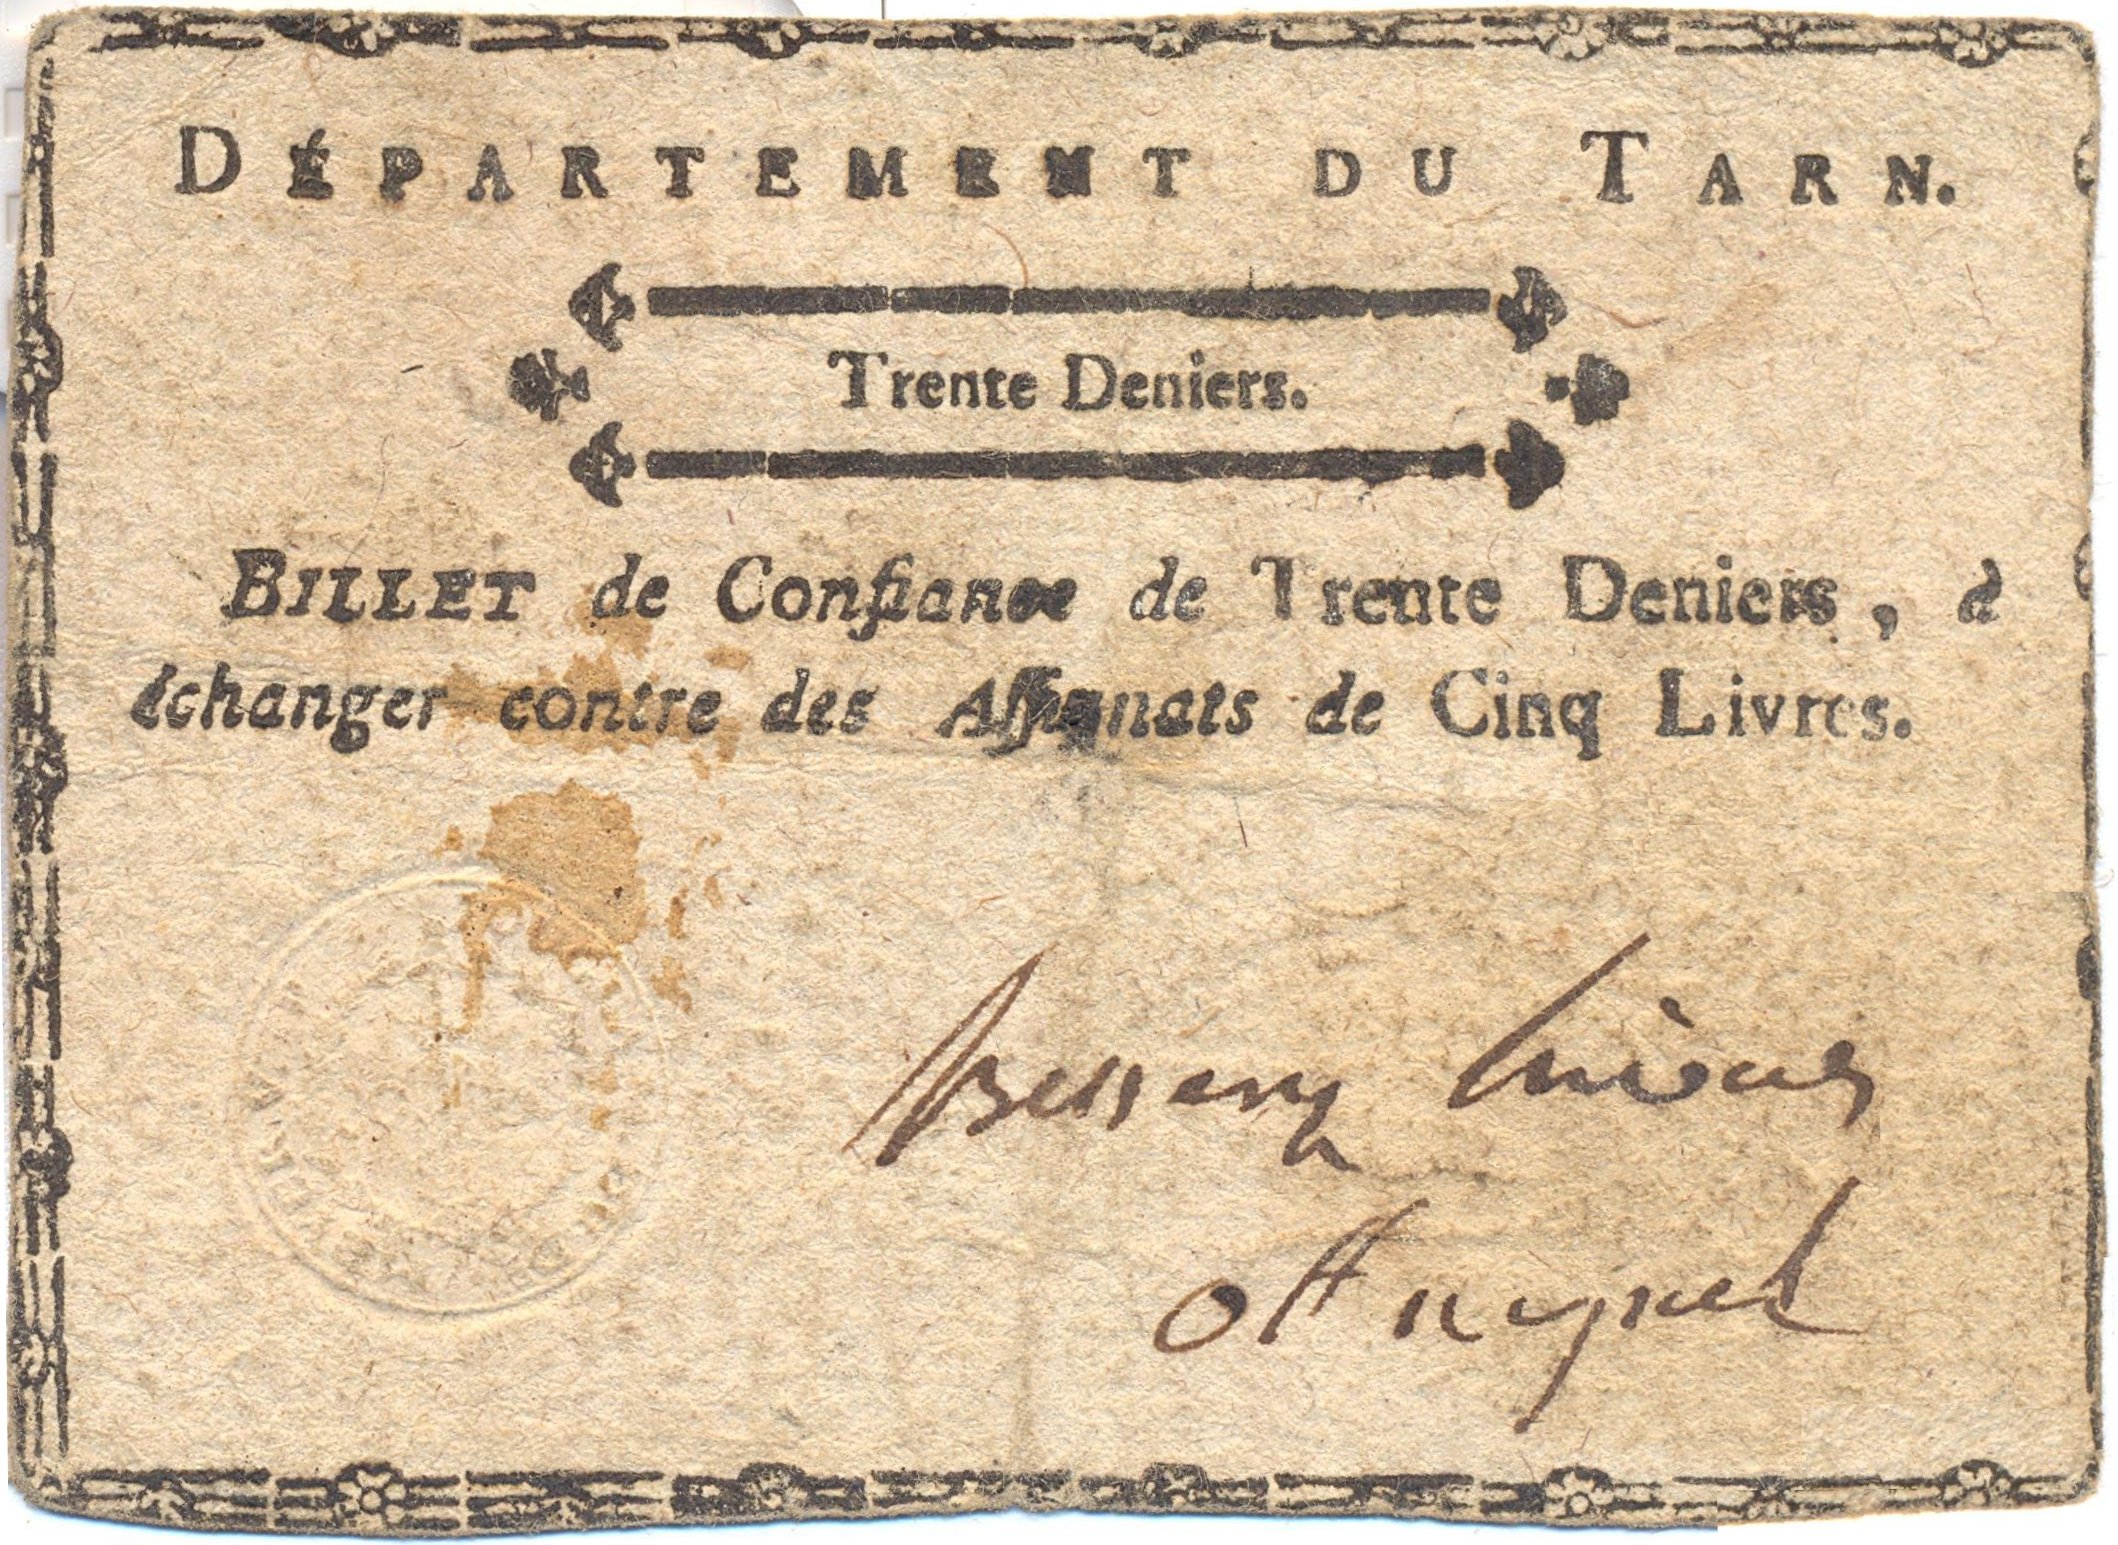 DÉPARTEMENT DU TARN.
Trente Deniers.
BILLET de Confiance de Trente Deniers, à
échanger contre des Assignats de Cinq Livres.